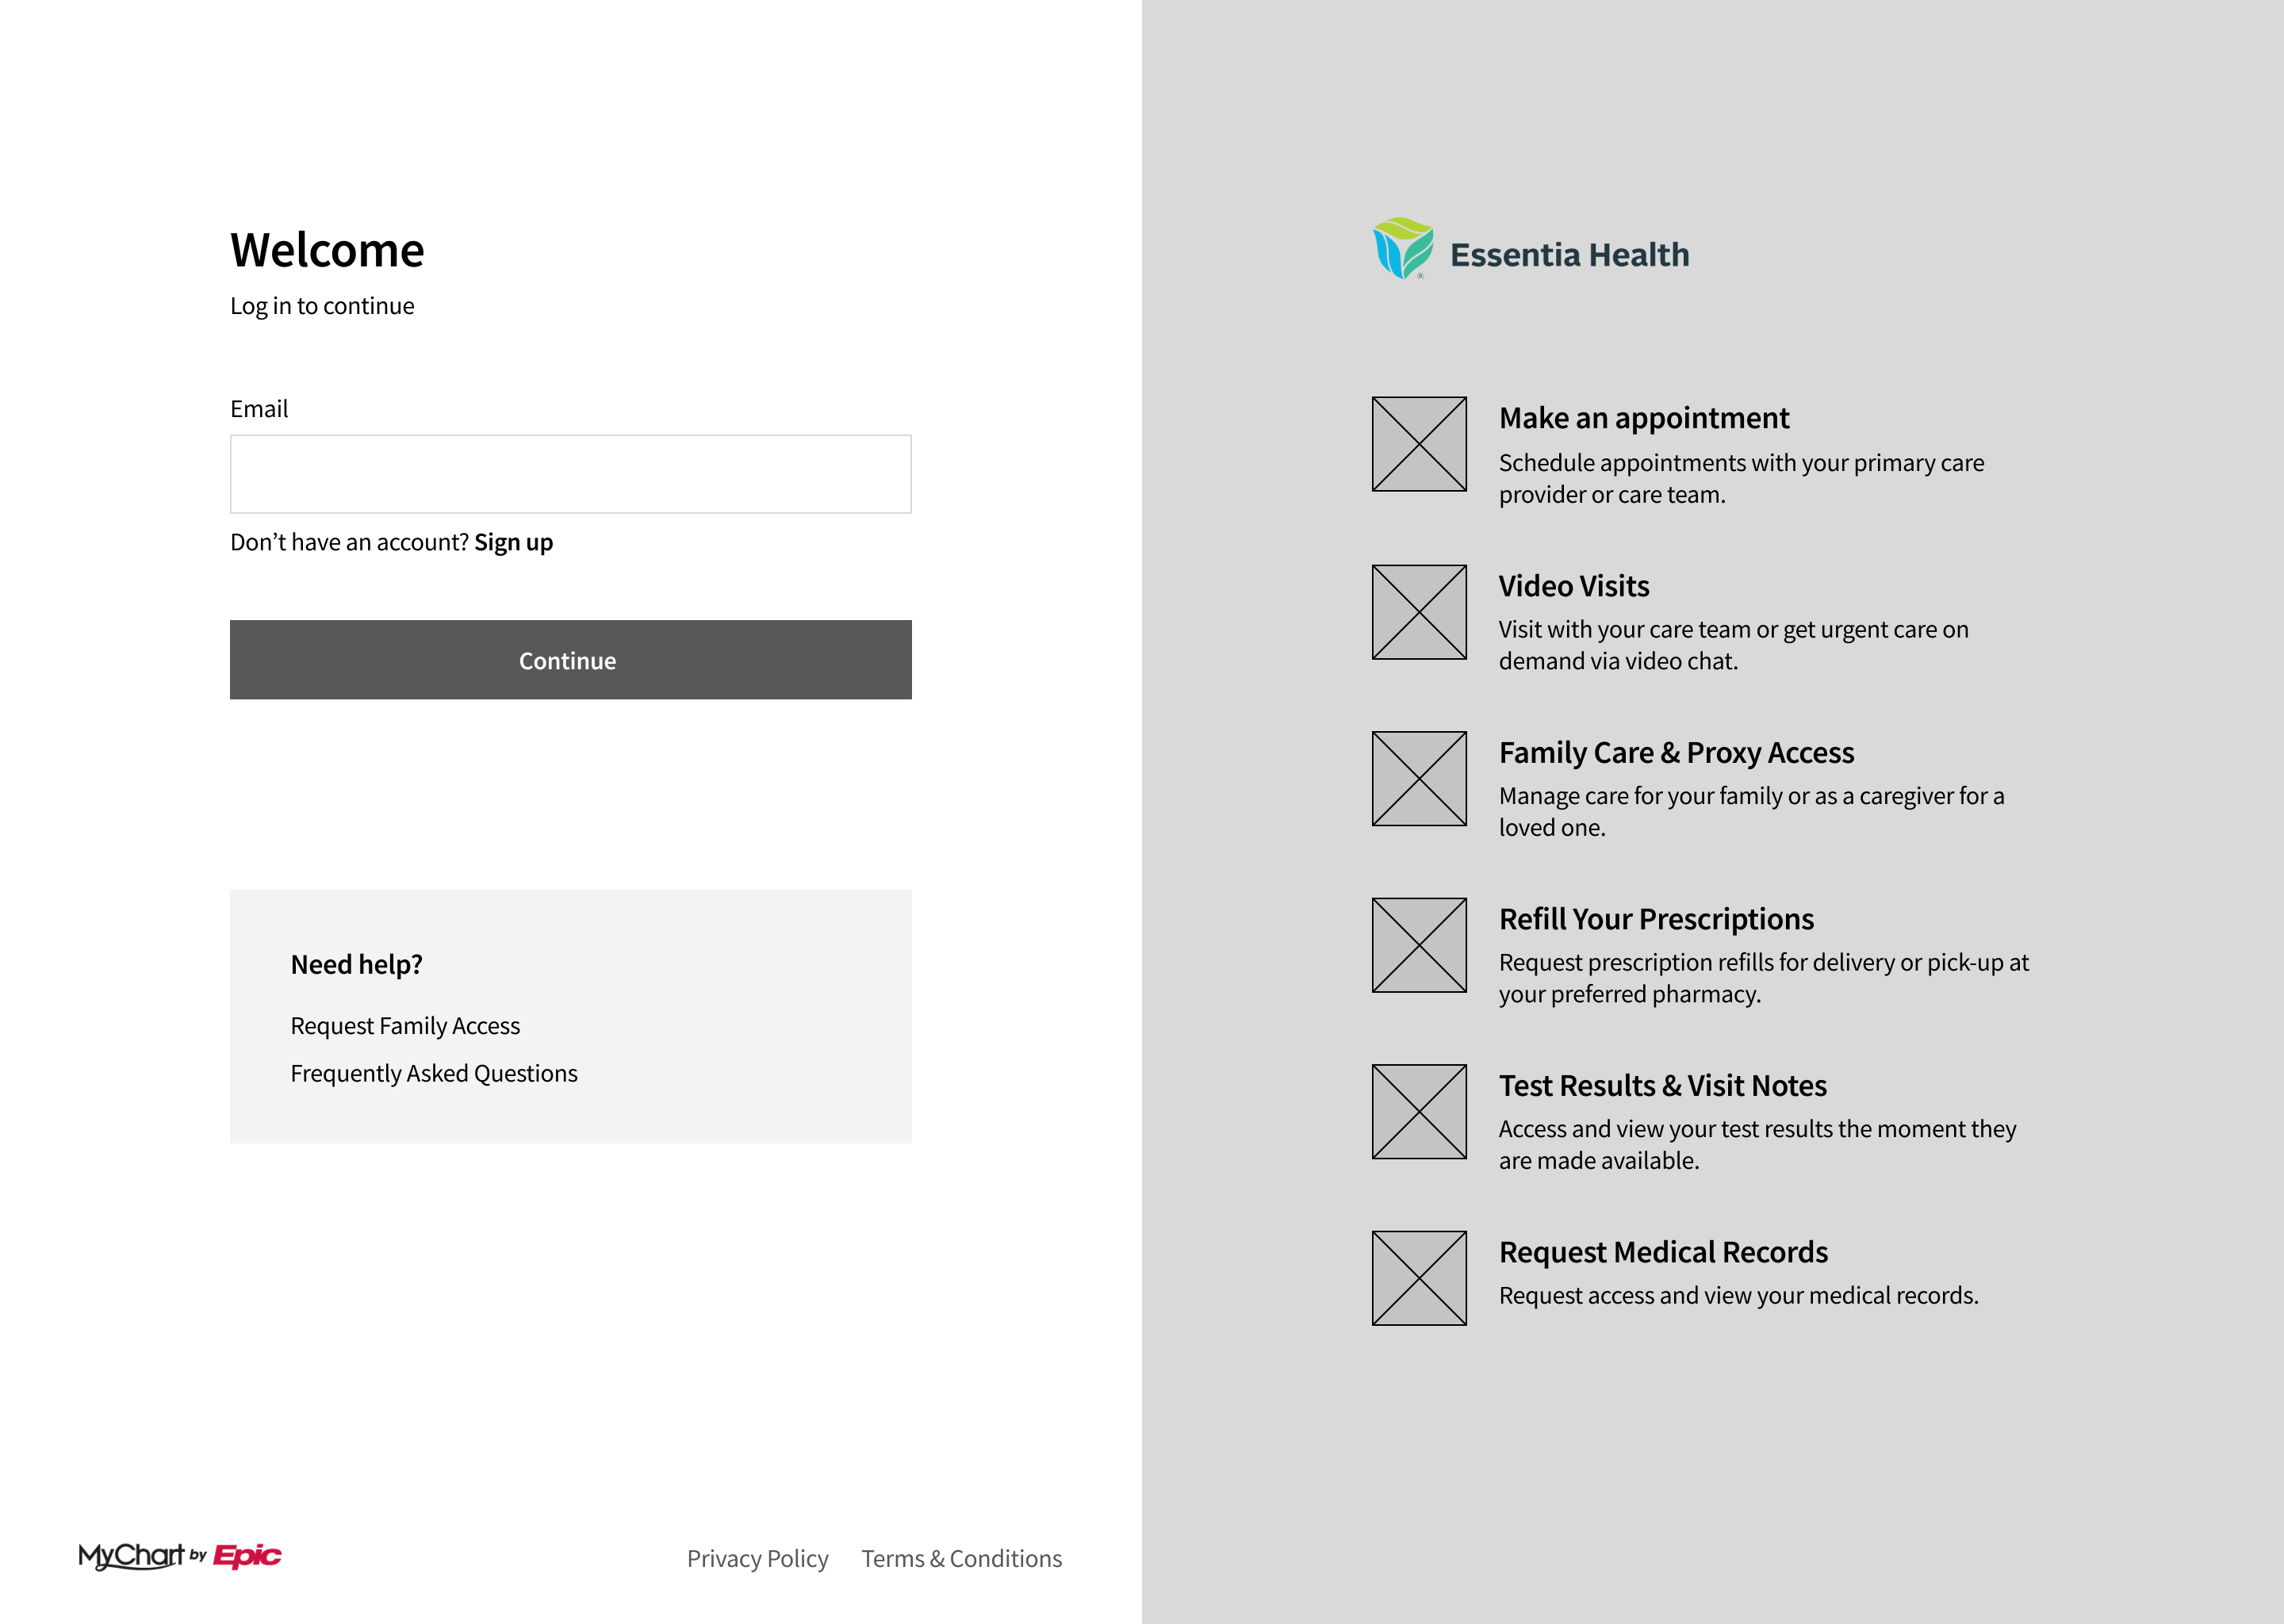 Welcome
Log in to continue
Email
Don’t have an account? Sign up
Continue
Need help?
Request Family Access
Frequently Asked Questions
MyChart by Epic
Privacy Policy
Terms & Conditions
Essentia Health
®
Make an appointment
Schedule appointments with your primary care
provider or care team.
Video Visits
Visit with your care team or get urgent care on
demand via video chat.
Family Care & Proxy Access
Manage care for your family or as a caregiver for a
loved one.
Refill Your Prescriptions
Request prescription refills for delivery or pick-up at
your preferred pharmacy.
Test Results & Visit Notes
Access and view your test results the moment they
are made available.
Request Medical Records
Request access and view your medical records.